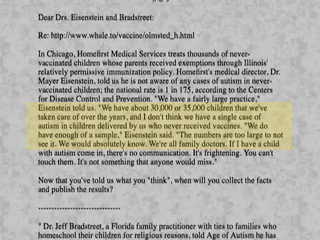 Dear Drs. Eisenstein and Bradstreet:
Re: http://www.whale.to/vaccine/olmsted_h.html
In Chicago, Homefirst Medical Services treats thousands of never-
vaccinated children whose parents received exemptions through Illinois'
relatively permissive immunization policy. Homefirst's medical director, Dr.
Mayer Eisenstein, told us he is not aware of any cases of autism in never-
vaccinated children; the national rate is 1 in 175, according to the Centers
for Disease Control and Prevention. "We have a fairly large practice,"
Eisenstein told us. "We have about 30,000 or 35,000 children that we've
taken care of over the years, and I don't think we have a single case of
autism in children delivered by us who never received vaccines. "We do
have enough of a sample," Eisenstein said. "The numbers are too large to not
see it. We would absolutely know. We're all family doctors. If I have a child
with autism come in, there's no communication. It's frightening. You can't
touch them. It's not something that anyone would miss."
Now that you've told us what you "think", when will you collect the facts
and publish the results?
------------------------------
" Dr. Jeff Bradstreet, a Florida family practitioner with ties to families who
homeschool their children for religious reasons, told Age of Autism he has